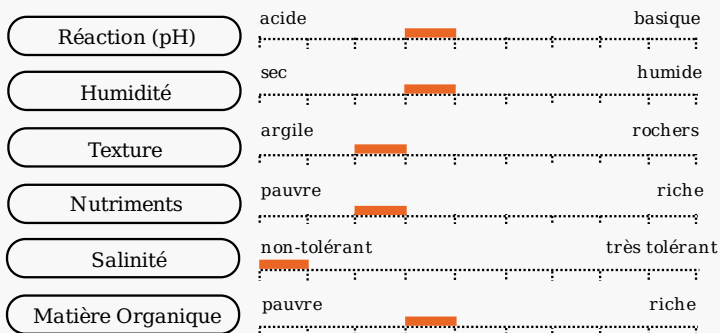 acide basique
Réaction (pH)
sec humide
Humidité
argile rochers
Texture
pauvre riche
Nutriments
non-tolérant très tolérant
Salinité
pauvre riche
Matière Organique